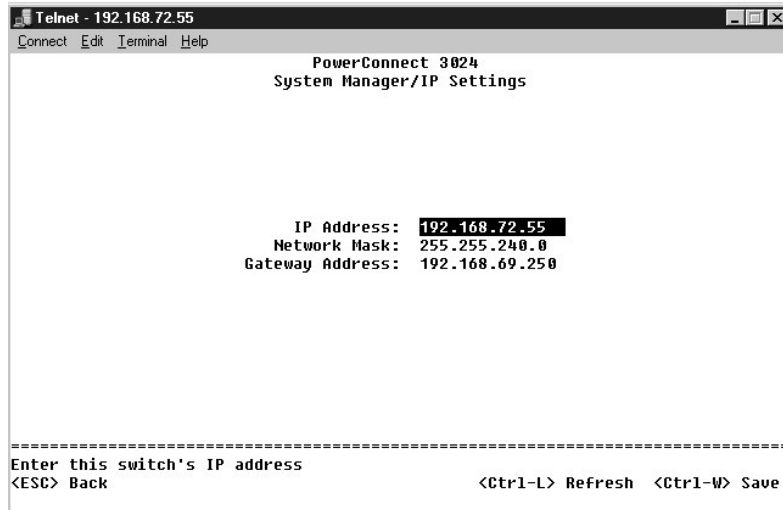 Telnet - 192.168.72.55
Connect Edit Terminal Help
PowerConnect 3024
System Manager/IP Settings
IP Address: 192.168.72.55
Network Mask: 255.255.240.0
Gateway Address: 192.168.69.250
Enter this switch's IP address
<ESC> Back <Ctrl-L> Refresh <Ctrl-W> Save